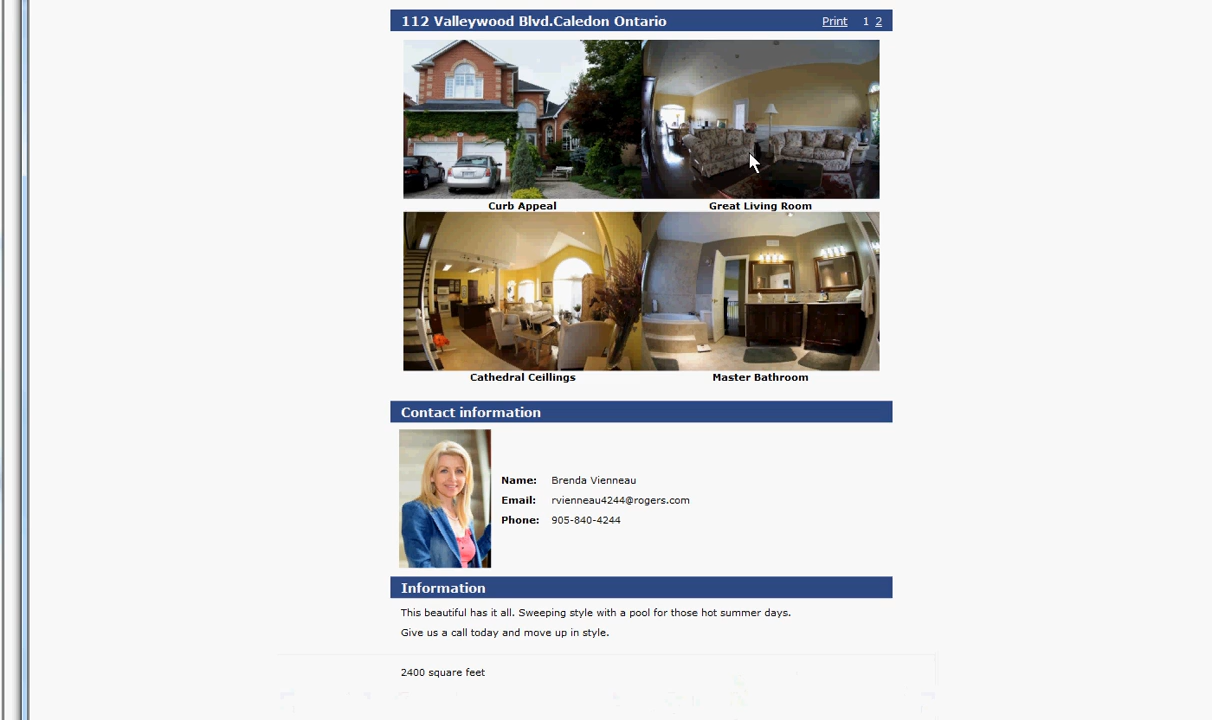 112 Valleywood Blvd.Caledon Ontario Print 1 2
Curb Appeal Great Living Room
Cathedral Ceillings Master Bathroom
Contact information
Name: Brenda Vienneau
Email: rvienneau4244@rogers.com
Phone: 905-840-4244
Information
This beautiful has it all. Sweeping style with a pool for those hot summer days.
Give us a call today and move up in style.
2400 square feet